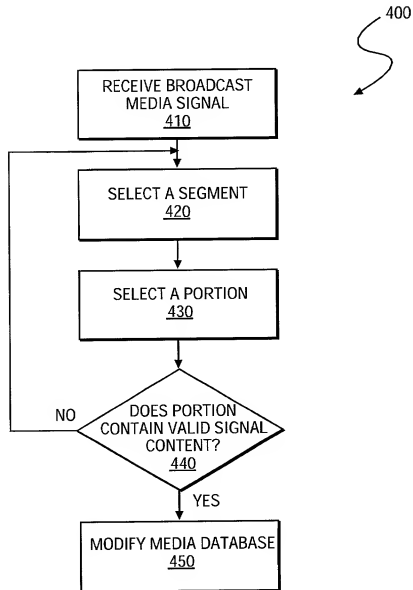 400
RECEIVE BROADCAST
MEDIA SIGNAL
410
SELECT A SEGMENT
420
SELECT A PORTION
430
DOES PORTION
CONTAIN VALID SIGNAL
CONTENT?
440
NO
YES
MODIFY MEDIA DATABASE
450